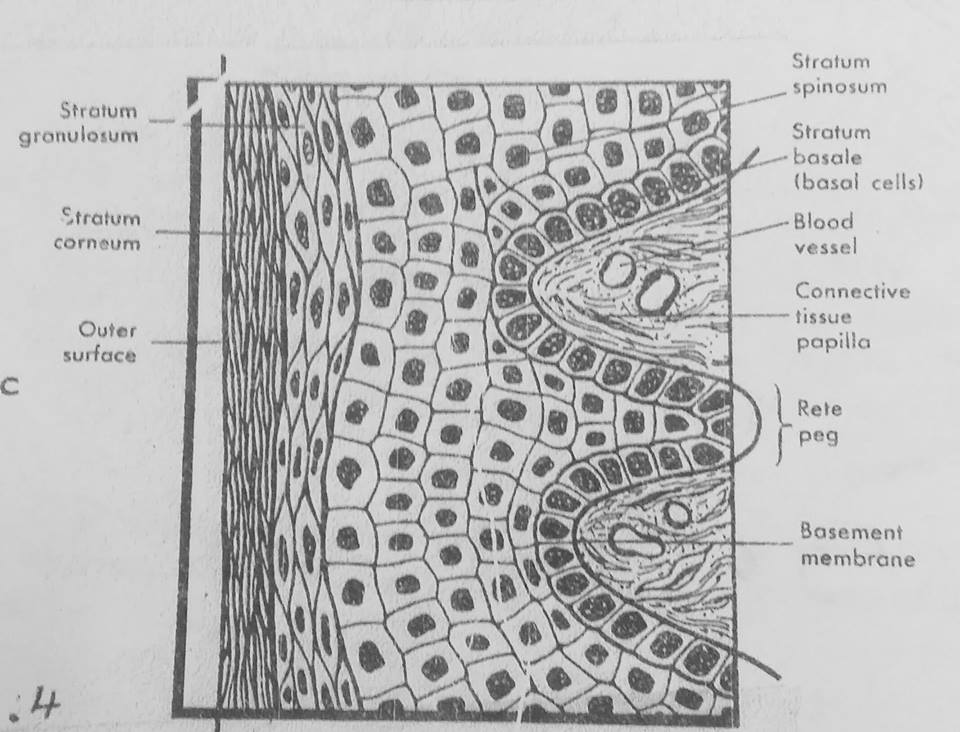 Stratum
granulosum
Stratum
corneum
Outer
surface
c
.4
Stratum
spinosum
Stratum
basale
(basal cells)
Blood
vessel
Connective
tissue
papilla
Rete
peg
Basement
membrane